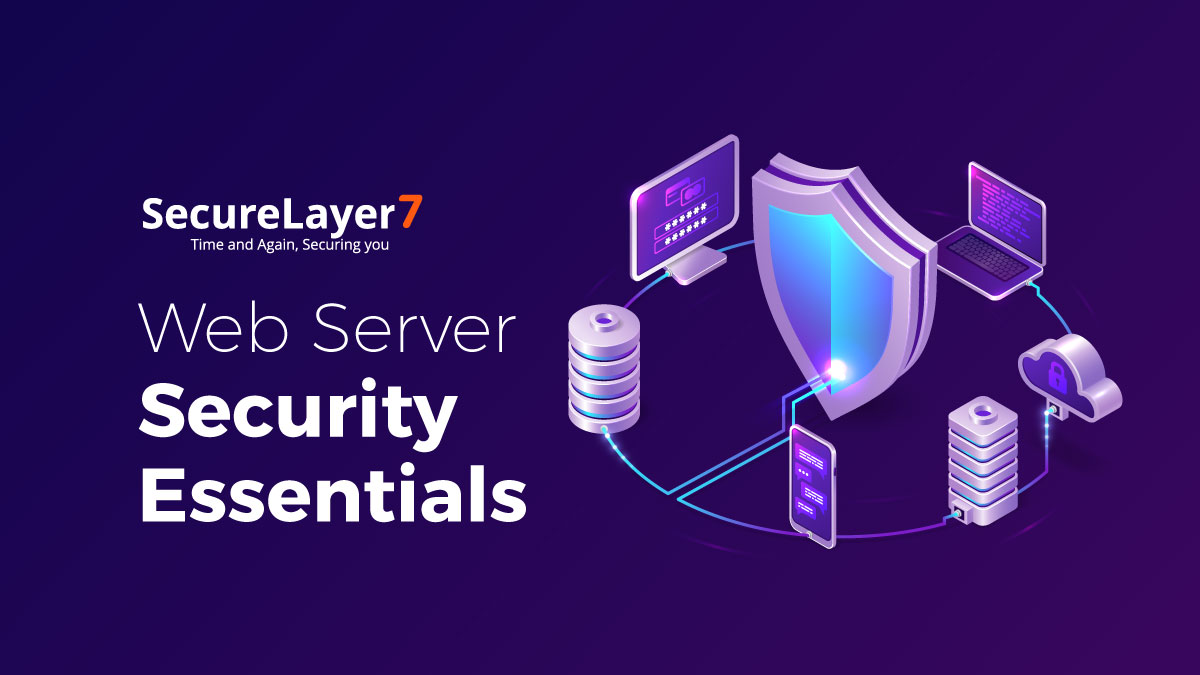 SecureLayer7
Time and Again, Securing you
Web Server
Security
Essentials